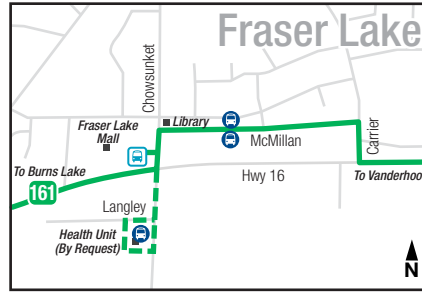 Fraser Lake
Chowsunket
Library
Fraser Lake
Mall
McMillan
Carrier
To Burns Lake
161
Hwy 16
To Vanderhoo
Langley
Health Unit
(By Request)
N